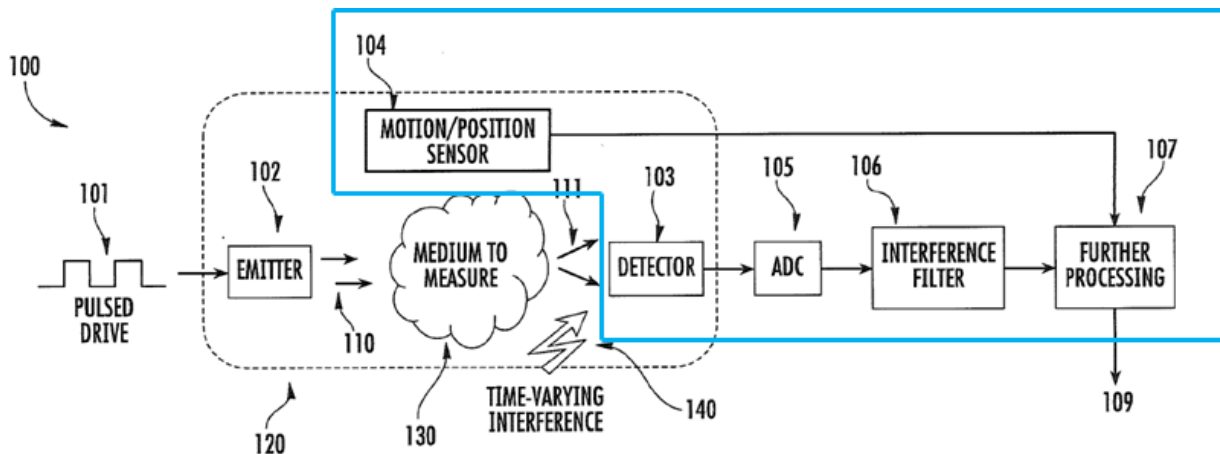 100
104
MOTION/POSITION
SENSOR
101
PULSED
DRIVE
102
EMITTER
110
MEDIUM TO
MEASURE
111
103
DETECTOR
105
ADC
106
INTERFERENCE
FILTER
107
FURTHER
PROCESSING
120
130
TIME-VARYING
INTERFERENCE
140
109